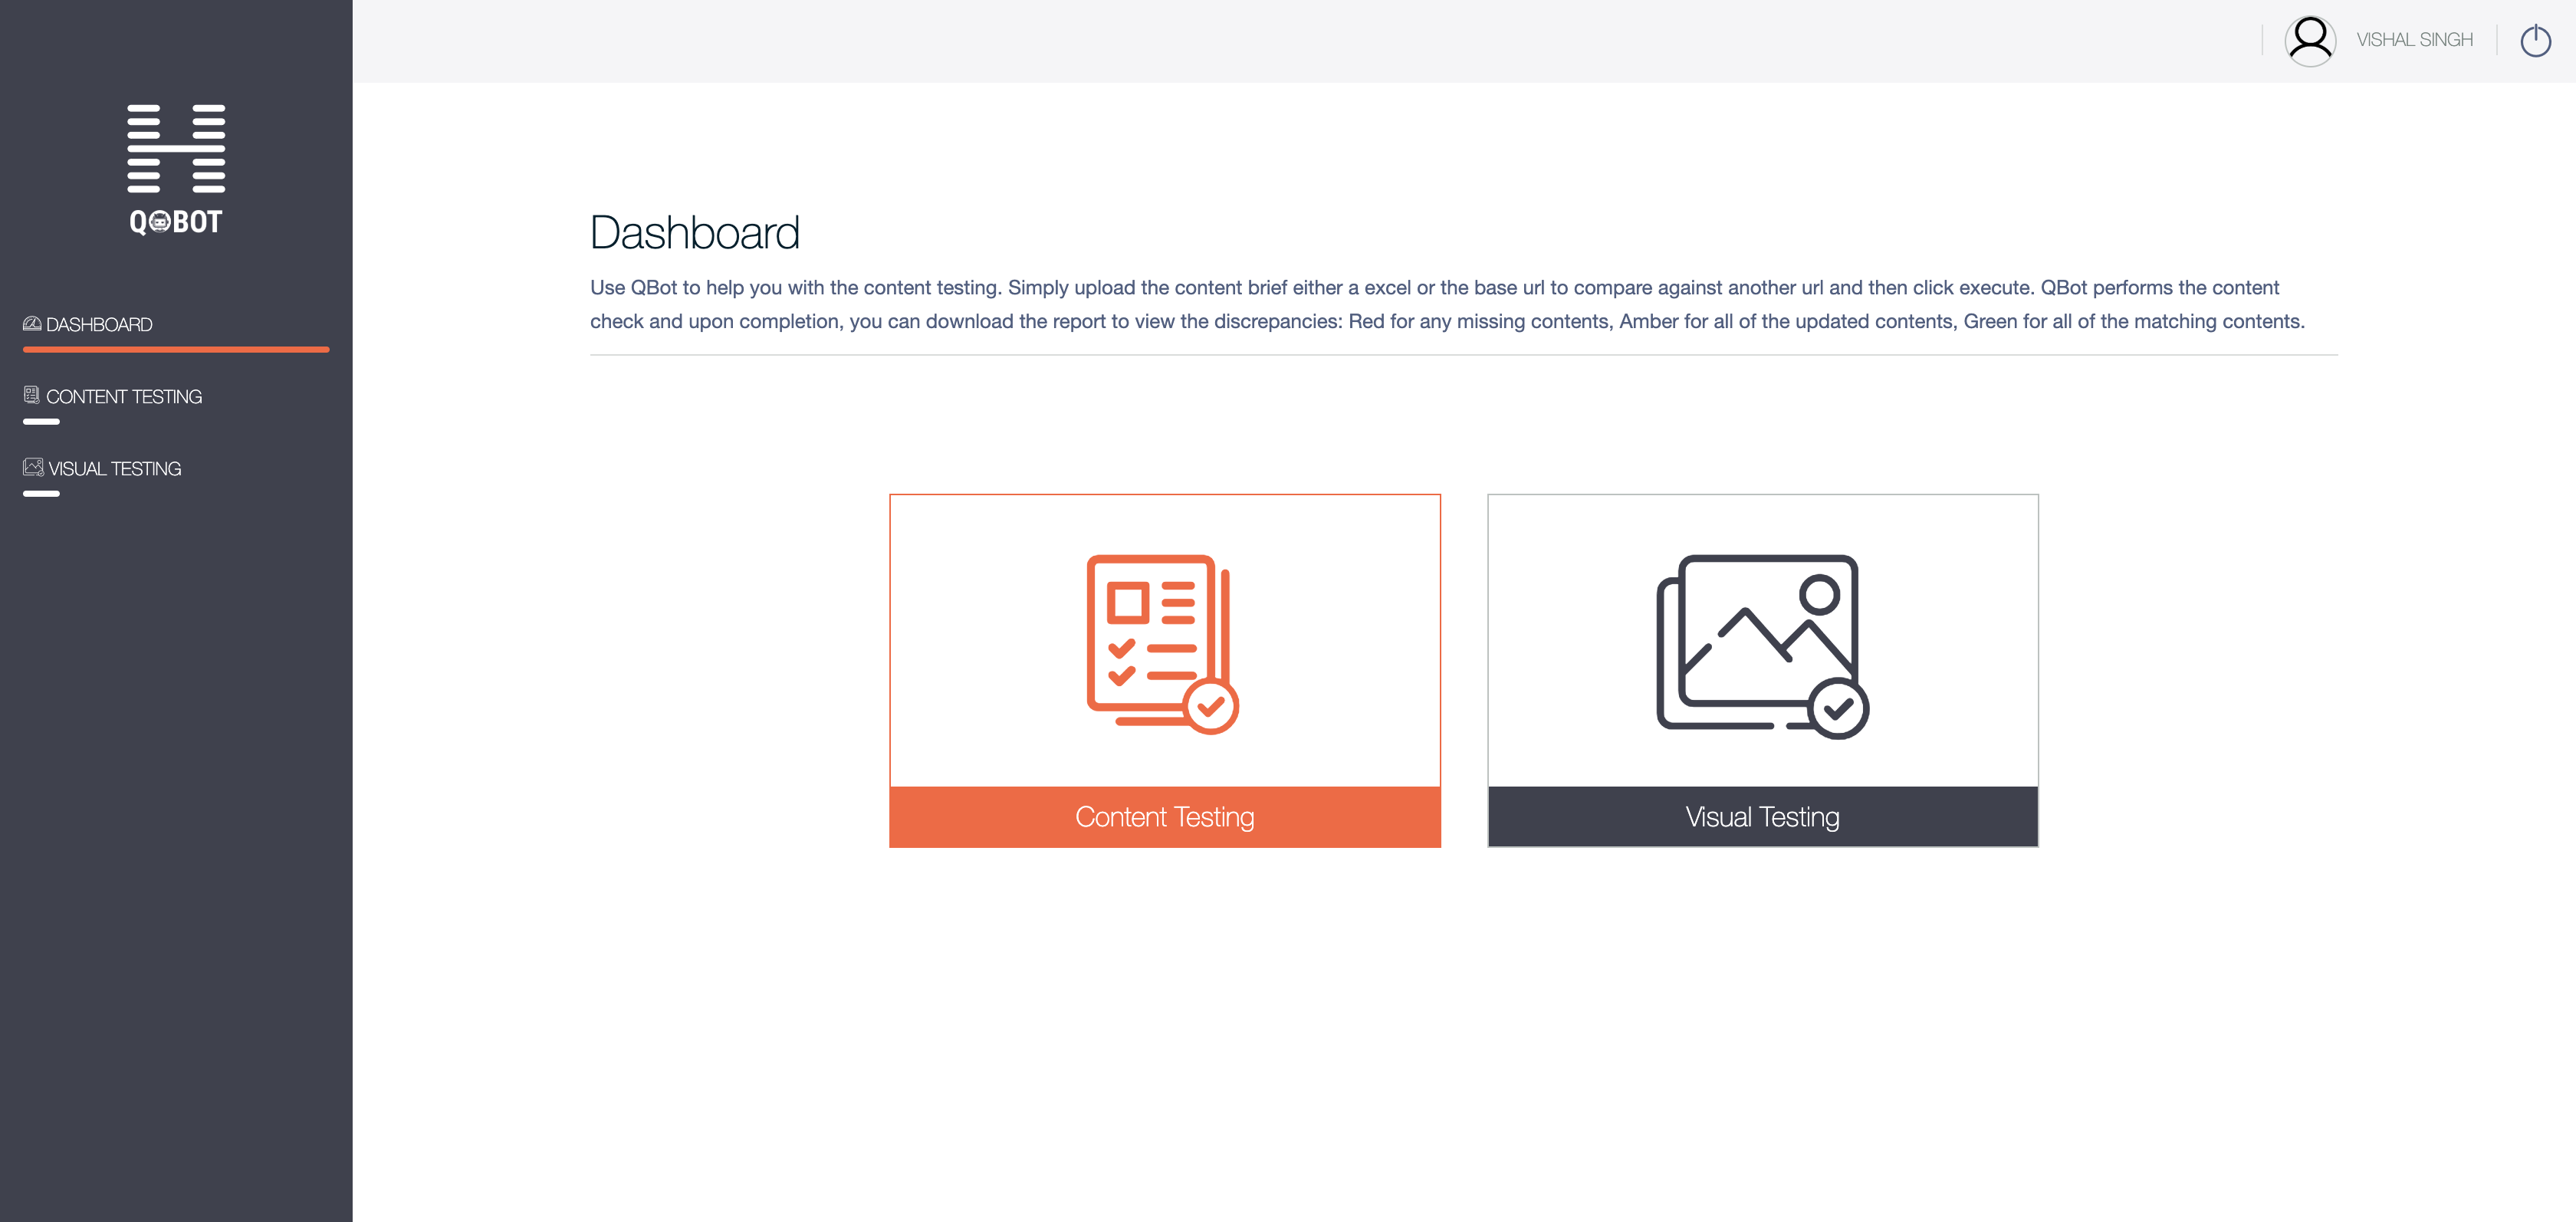 VISHAL SINGH
QBOT
DASHBOARD
CONTENT TESTING
VISUAL TESTING
Dashboard
Use QBot to help you with the content testing. Simply upload the content brief either a excel or the base url to compare against another url and then click execute. QBot performs the content
check and upon completion, you can download the report to view the discrepancies: Red for any missing contents, Amber for all of the updated contents, Green for all of the matching contents.
Content Testing
Visual Testing